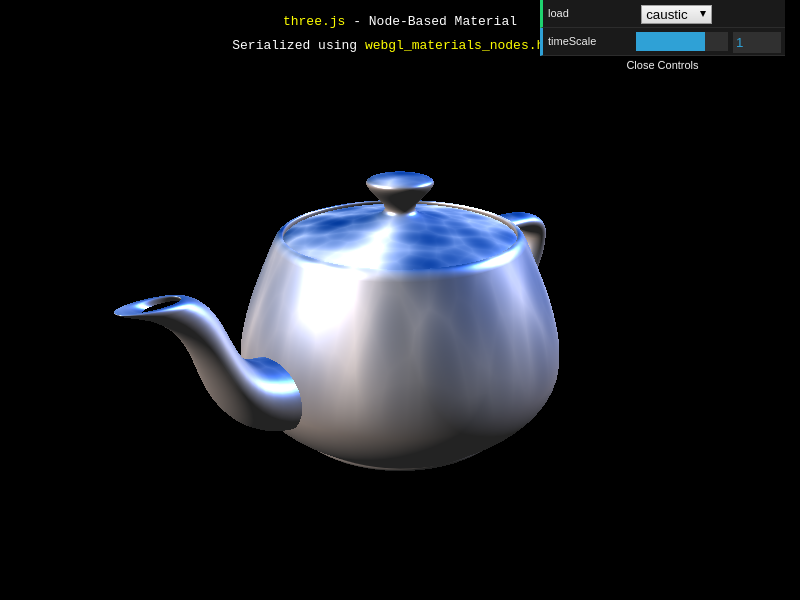 three.js - Node-Based Material
Serialized using webgl_materials_nodes.h
load
caustic
timeScale
1
Close Controls